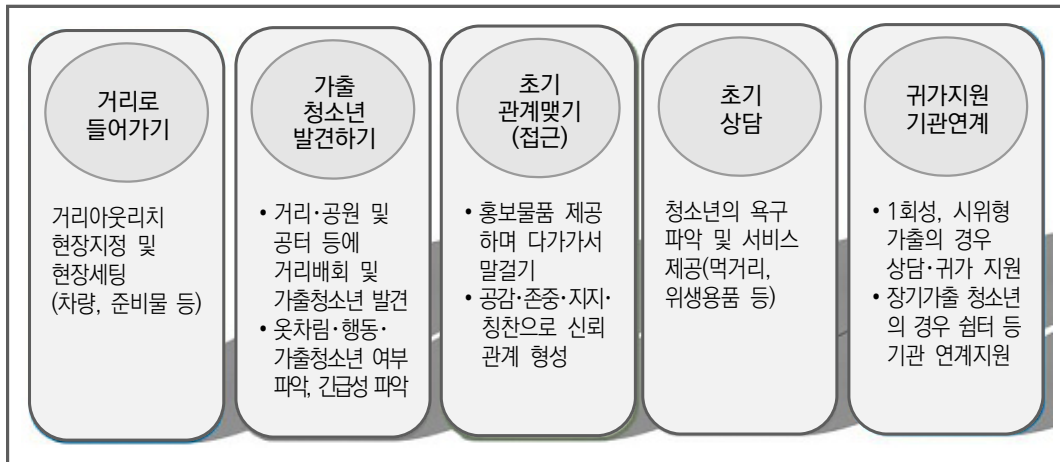 거리로
들어가기
거리아웃리치
현장지정 및
현장세팅
(차량, 준비물 등)
가출
청소년
발견하기
• 거리·공원 및
공터 등에
거리배회 및
가출청소년 발견
• 옷차림·행동·
가출청소년 여부
파악, 긴급성 파악
초기
관계맺기
(접근)
• 홍보물품 제공
하며 다가가서
말걸기
• 공감·존중·지지·
칭찬으로 신뢰
관계 형성
초기
상담
청소년의 욕구
파악 및 서비스
제공(먹거리,
위생용품 등)
귀가지원
기관연계
• 1회성, 시위형
가출의 경우
상담·귀가 지원
• 장기가출 청소년
의 경우 쉼터 등
기관 연계지원